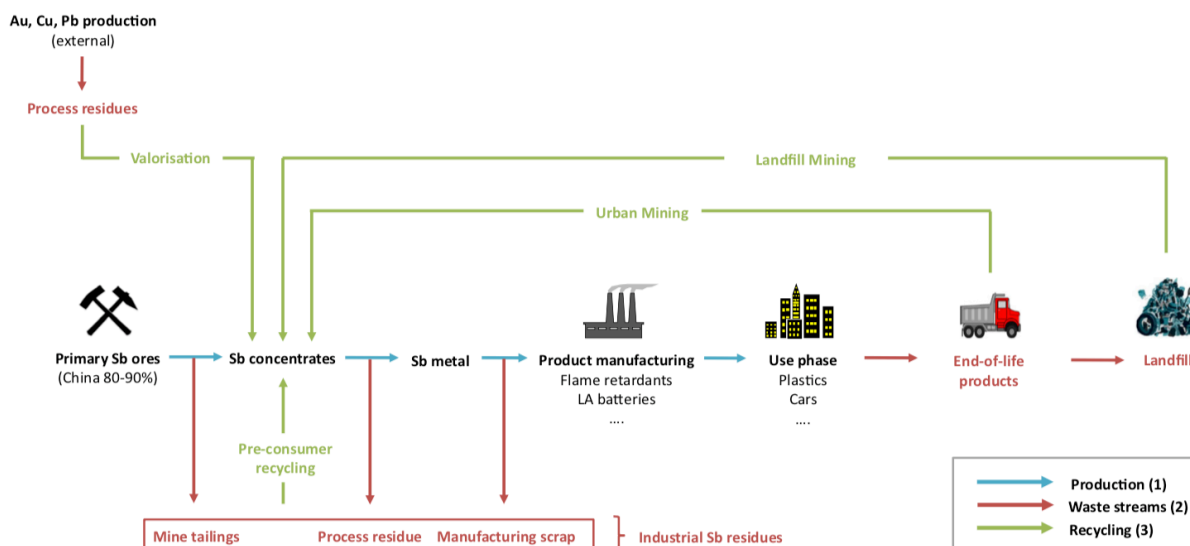 Au, Cu, Pb production
(external)
Process residues
Valorisation
Landfill Mining
Urban Mining
Primary Sb ores
(China 80-90%)
Sb concentrates
Sb metal
Product manufacturing
Flame retardants
LA batteries
....
Use phase
Plastics
Cars
....
End-of-life
products
Landfill
Pre-consumer
recycling
Mine tailings
Process residue
Manufacturing scrap
Industrial Sb residues
Production (1)
Waste streams (2)
Recycling (3)